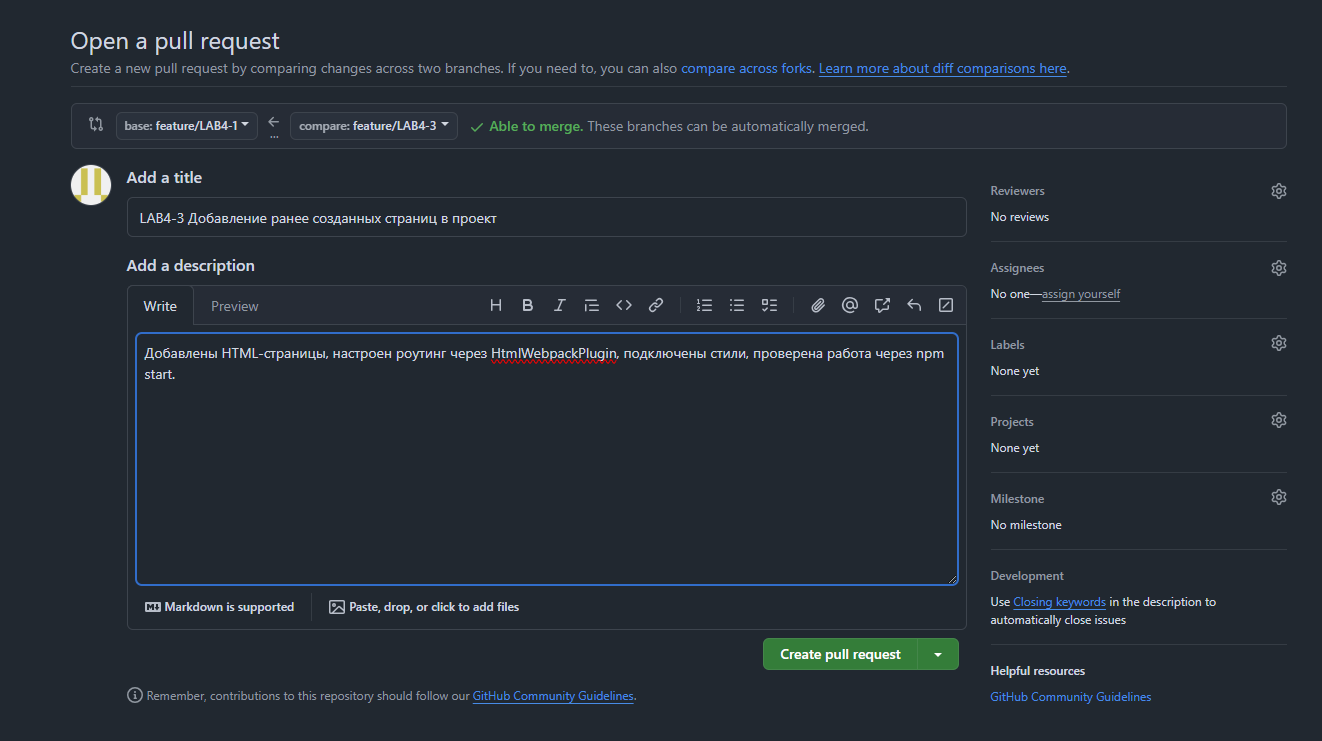 Open a pull request
Create a new pull request by comparing changes across two branches. If you need to, you can also compare across forks. Learn more about diff comparisons here.
base: feature/LAB4-1 ... compare: feature/LAB4-3 Able to merge. These branches can be automatically merged.
Add a title
LAB4-3 Добавление ранее созданных страниц в проект
Add a description
Write Preview
Добавлены HTML-страницы, настроен роутинг через HtmlWebpackPlugin, подключены стили, проверена работа через npm
start.
Markdown is supported Paste, drop, or click to add files
Create pull request
Remember, contributions to this repository should follow our GitHub Community Guidelines.
Reviewers
No reviews
Assignees
No one—assign yourself
Labels
None yet
Projects
None yet
Milestone
No milestone
Development
Use Closing keywords in the description to
automatically close issues
Helpful resources
GitHub Community Guidelines